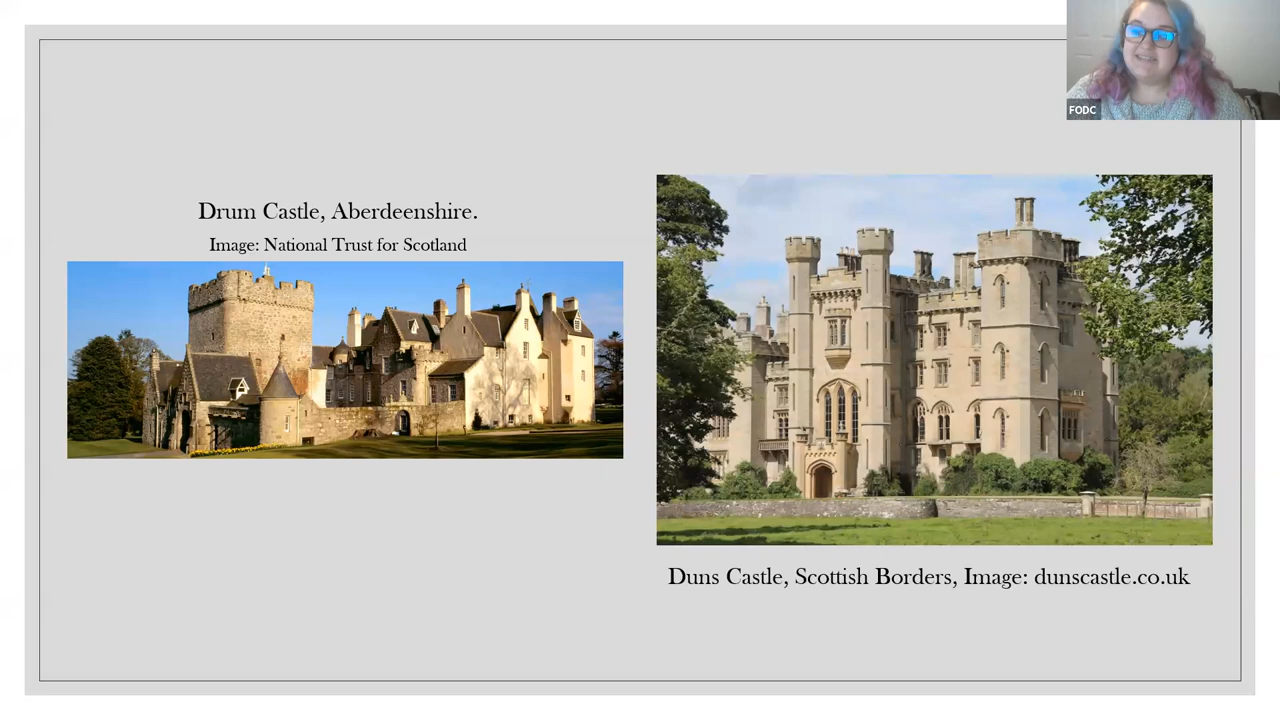 Drum Castle, Aberdeenshire.
Image: National Trust for Scotland
Duns Castle, Scottish Borders, Image: dunscastle.co.uk
FODC